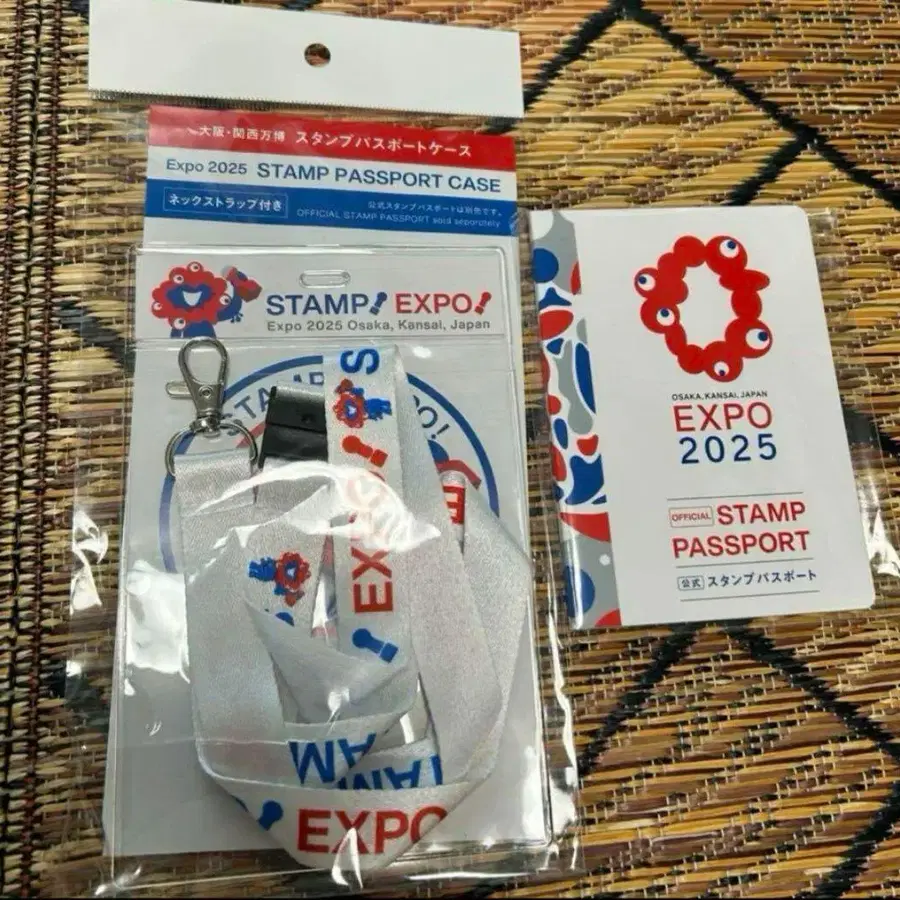 大阪・関西万博 スタンプパスポートケース
Expo 2025 STAMP PASSPORT CASE
ネックストラップ付き
公式スタンプパスポートは別売です。
OFFICIAL STAMP PASSPORT sold separately
STAMP! EXPO!
Expo 2025 Osaka, Kansai, Japan
STAMP
EXPO!
EXPO
OSAKA, KANSAI, JAPAN
EXPO
2025
OFFICIAL STAMP
PASSPORT
公式 スタンプパスポート